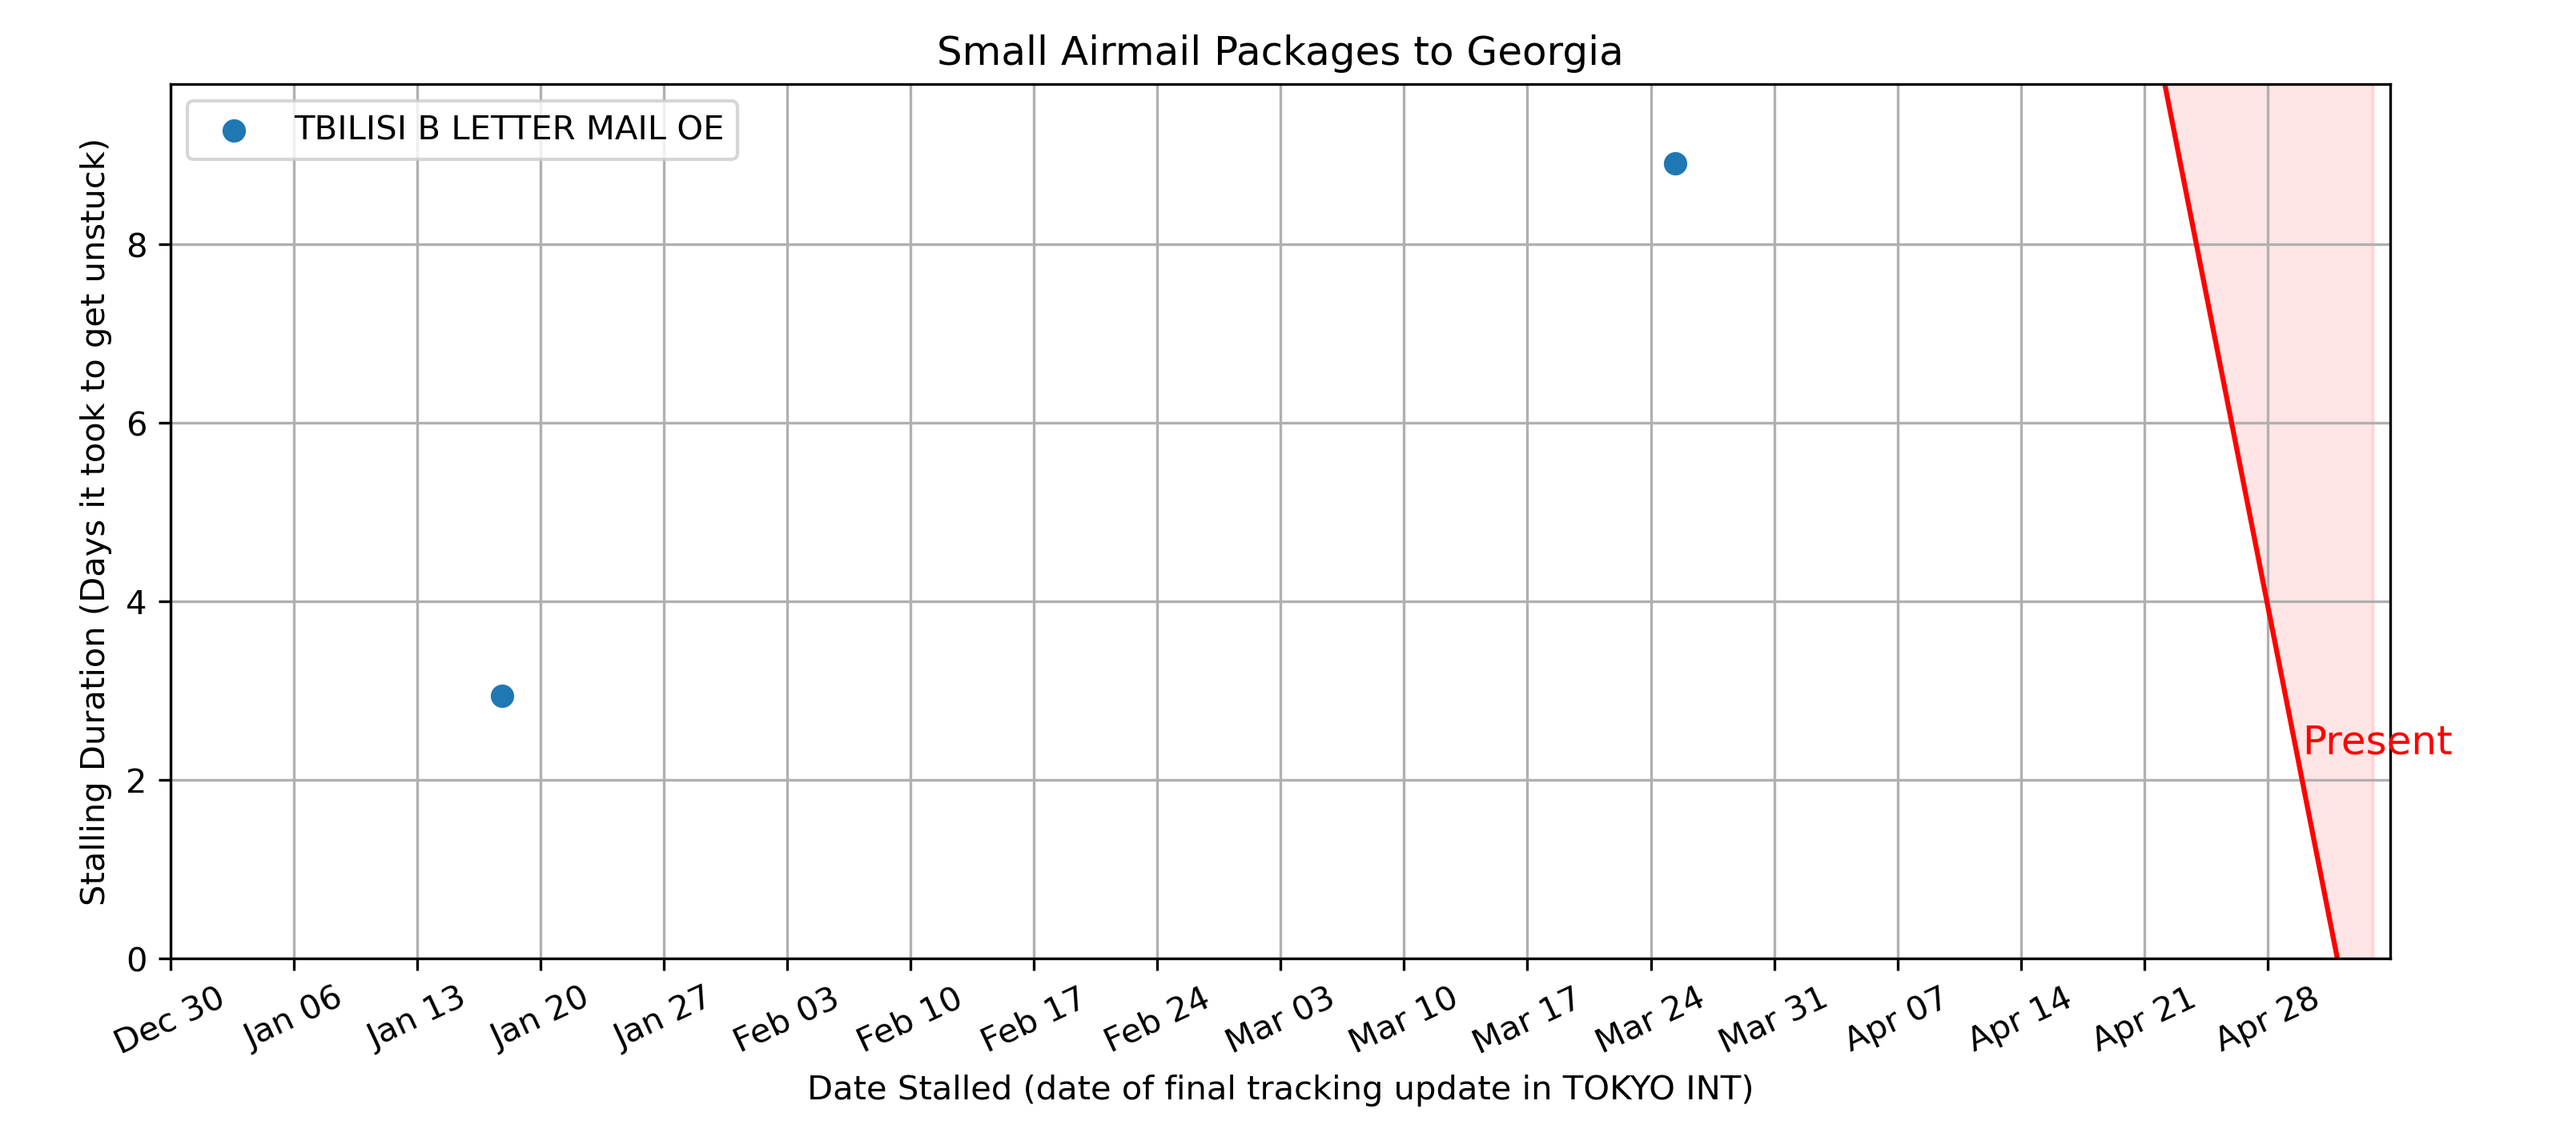 Small Airmail Packages to Georgia
TBILISI B LETTER MAIL OE
Stalling Duration (Days it took to get unstuck)
8
6
4
2
0
Present
Dec 30
Jan 06
Jan 13
Jan 20
Jan 27
Feb 03
Feb 10
Feb 17
Feb 24
Mar 03
Mar 10
Mar 17
Mar 24
Mar 31
Apr 07
Apr 14
Apr 21
Apr 28
Date Stalled (date of final tracking update in TOKYO INT)